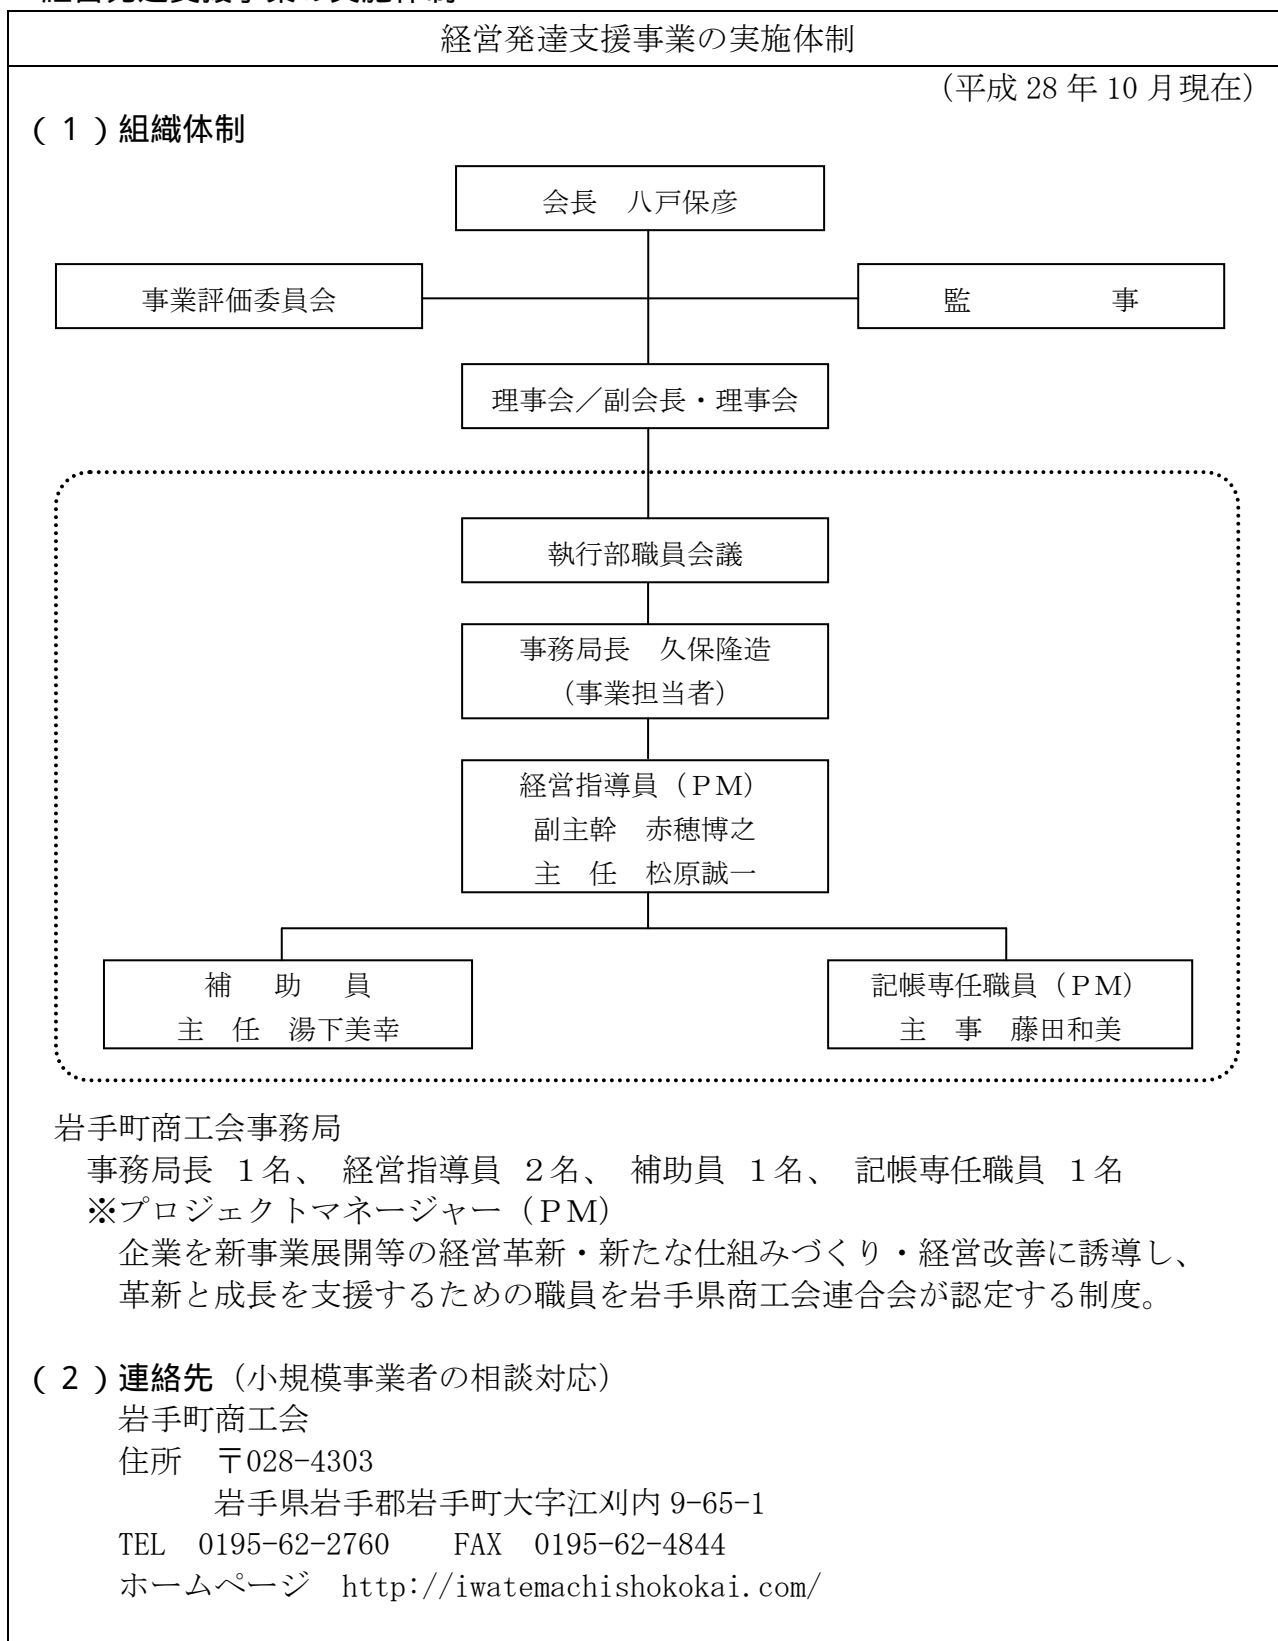 経営発達支援事業の実施体制
経営発達支援事業の実施体制
（平成 28 年 10 月現在）
（１）組織体制
会長　八戸保彦
事業評価委員会
監　　　　事
理事会／副会長・理事会
執行部職員会議
事務局長　久保隆造
（事業担当者）
経営指導員（ＰＭ）
副主幹　赤穂博之
主　任　松原誠一
補　助　員
主　任　湯下美幸
記帳専任職員（ＰＭ）
主　事　藤田和美
岩手町商工会事務局
事務局長　１名、　経営指導員　２名、　補助員　１名、　記帳専任職員　１名
※プロジェクトマネージャー（ＰＭ）
企業を新事業展開等の経営革新・新たな仕組みづくり・経営改善に誘導し、
革新と成長を支援するための職員を岩手県商工会連合会が認定する制度。
（２）連絡先（小規模事業者の相談対応）
岩手町商工会
住所　〒028-4303
岩手県岩手郡岩手町大字江刈内 9-65-1
TEL　0195-62-2760　　FAX　0195-62-4844
ホームページ　http://iwatemachishokokai.com/